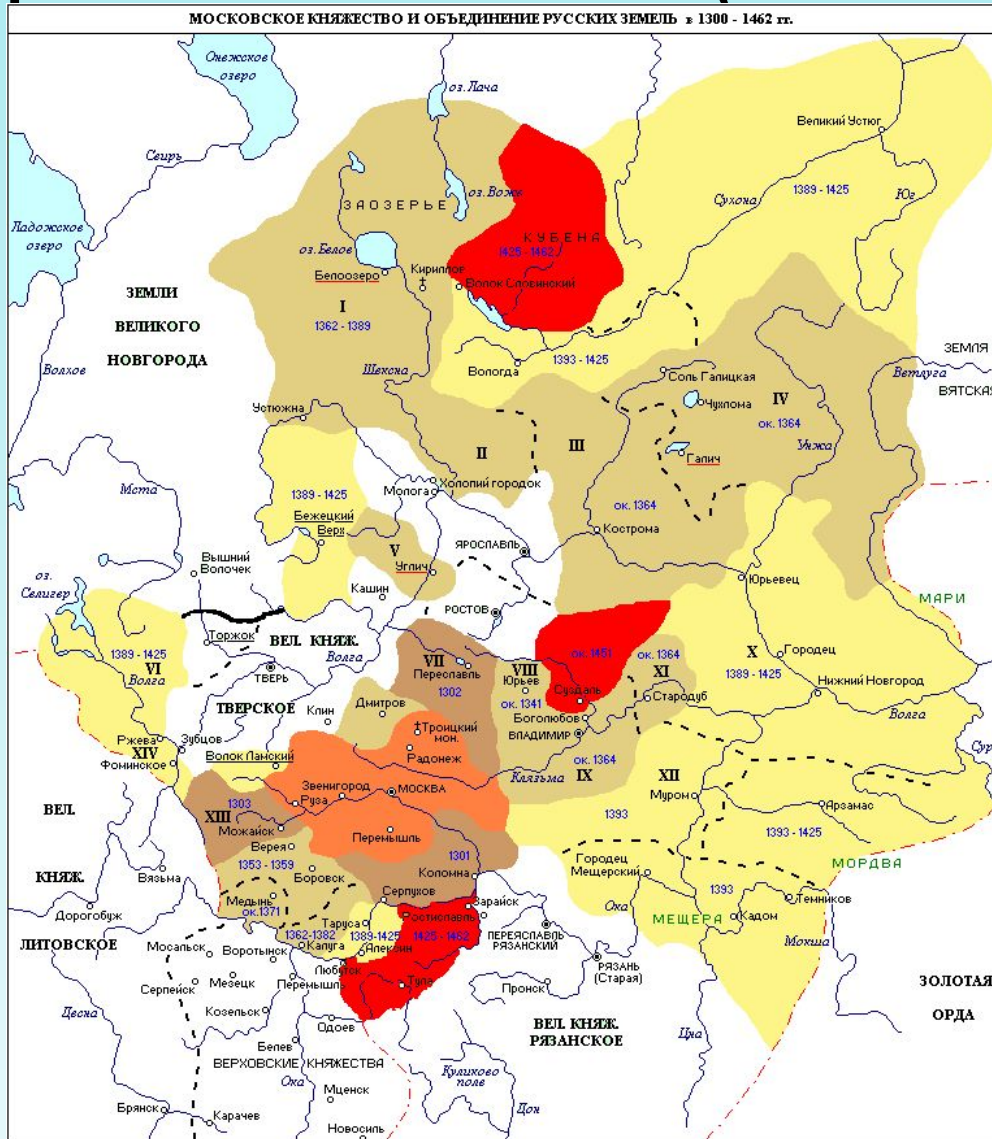 МОСКОВСКОЕ КНЯЖЕСТВО И ОБЪЕДИНЕНИЕ РУССКИХ ЗЕМЕЛЬ в 1300 - 1462 гг.
Онежское
озеро
оз. Лача
Великий Устюг
Свирь
1389 - 1425
Юг
Сухона
ЗАОЗЕРЬЕ
оз. Воже
Ладожское
озеро
КУБЕНА
1425 - 1462
оз. Белое
Кириллов
Белоозеро
Волок Словинский
ЗЕМЛИ
ВЕЛИКОГО
НОВГОРОДА
I
1362 - 1389
ЗЕМЛЯ
ВЯТСКАЯ
Волхов
Шексна
1393 - 1425
Вологда
Соль Галицкая
Ветлуга
Чухлома
IV
ок. 1364
Устюжна
Унжа
II
III
Галич
Молога
Холопий городок
Мста
1389 - 1425
ок. 1364
Бежецкий
Верх
Кострома
V
Углич
ЯРОСЛАВЛЬ
Вышний
Волочек
оз.
Селигер
Кашин
Юрьевец
МАРИ
РОСТОВ
Торжок
ВЕЛ. КНЯЖ.
Волга
1389 - 1425
VI
Волга
ТВЕРЬ
ТВЕРСКОЕ
VII
Переславль
1302
VIII
Юрьев
ок. 1341
ок. 1451
ок. 1364
XI
X
1389 - 1425
Городец
Суздаль
Стародуб
Нижний Новгород
Волга
Клин
Дмитров
Боголюбов
ВЛАДИМИР
Троицкий
мон.
Радонеж
Ржева
Зубцов
XIV
Фоминское
Волок Ламский
Клязьма
ок. 1364
IX
XII
Сур
Звенигород
МОСКВА
Руза
1303
XIII
Можайск
Перемышль
Муром
Арзамас
ВЕЛ.
1393
1393 - 1425
Верея
1353 - 1359
Боровск
1301
Коломна
Городец
Мещерский
МОРДВА
КНЯЖ.
Вязьма
Медынь
ок.1371
Серпухов
Ока
1393
Темников
Дорогобуж
Зарайск
МЕЩЕРА
Кадом
Таруса
остиславль
ПЕРЕЯСЛАВЛЬ
РЯЗАНСКИЙ
Мокша
ЛИТОВСКОЕ
1362-1382
1389-1425
1425 - 1462
Калуга
Алексин
Мосальск
Воротынск
Любутск
РЯЗАНЬ
(Старая)
Серпейск
Мезецк
Перемышль
Тула
Пронск
ЗОЛОТАЯ
ОРДА
Десна
Козельск
Одоев
ВЕЛ. КНЯЖ.
РЯЗАНСКОЕ
Цна
Белев
ВЕРХОВСКИЕ КНЯЖЕСТВА
Ока
Куликово
поле
Мценск
Дон
Брянск
Карачев
Новосиль